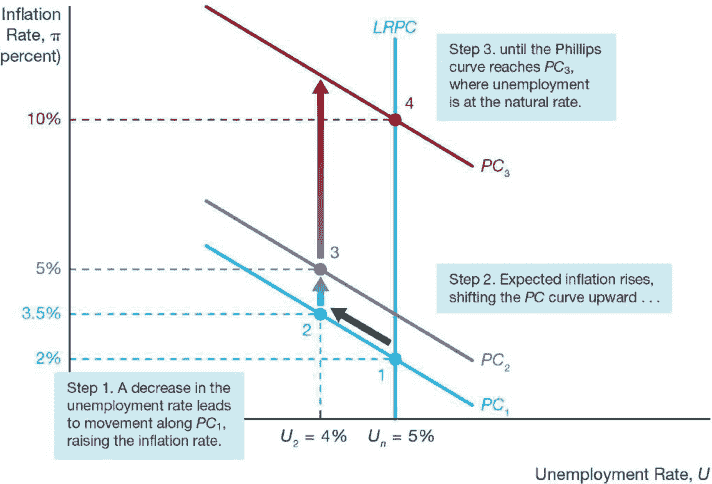 Inflation
Rate, π
percent)
LRPC
Step 3. until the Phillips
curve reaches PC₃,
where unemployment
is at the natural rate.
4
10%
PC₃
3
5%
Step 2. Expected inflation rises,
shifting the PC curve upward . . .
3.5%
2
2%
1
PC₂
Step 1. A decrease in the
unemployment rate leads
to movement along PC₁,
raising the inflation rate.
PC₁
U₂ = 4%
Uₙ = 5%
Unemployment Rate, U